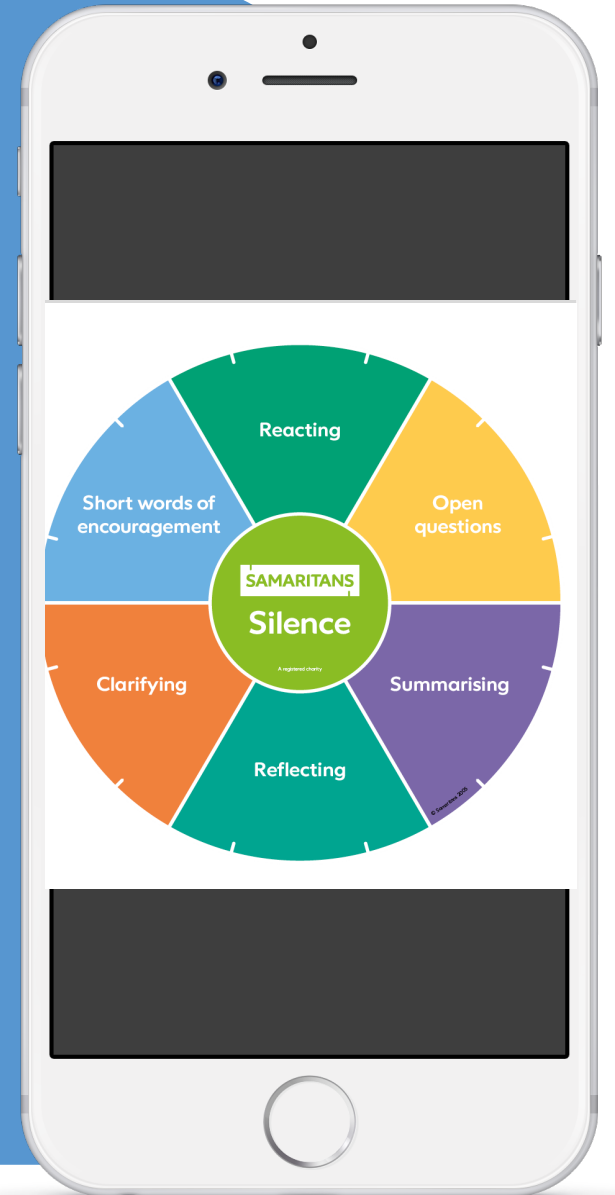 Reacting
Open
questions
Summarising
Reflecting
Clarifying
Short words of
encouragement
SAMARITANS
Silence
A registered charity